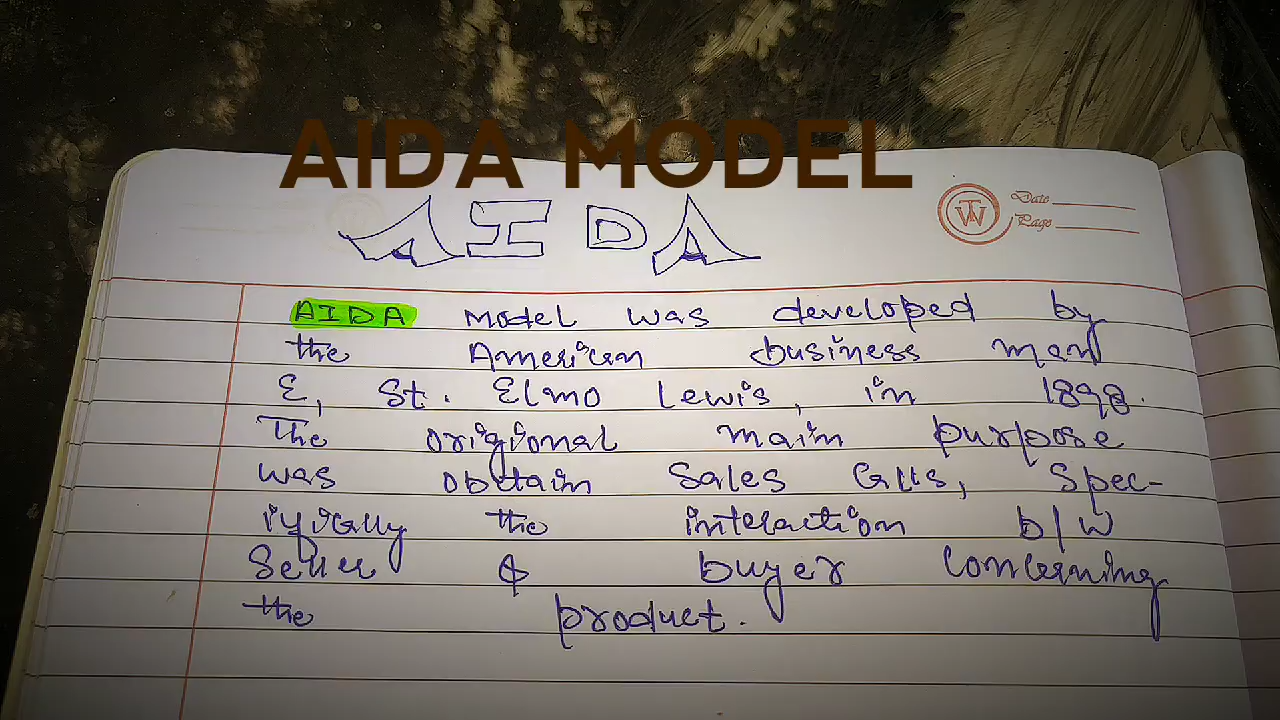 AIDA MODEL
AIDA
TW
Date
Page
AIDA Model was developed by
the American business man
E, St. Elmo Lewis, in 1898.
The origional main purpose
was obtain Sales Calls, Spec-
ifically the interaction b/w
Seller & buyer Concerning
the product.